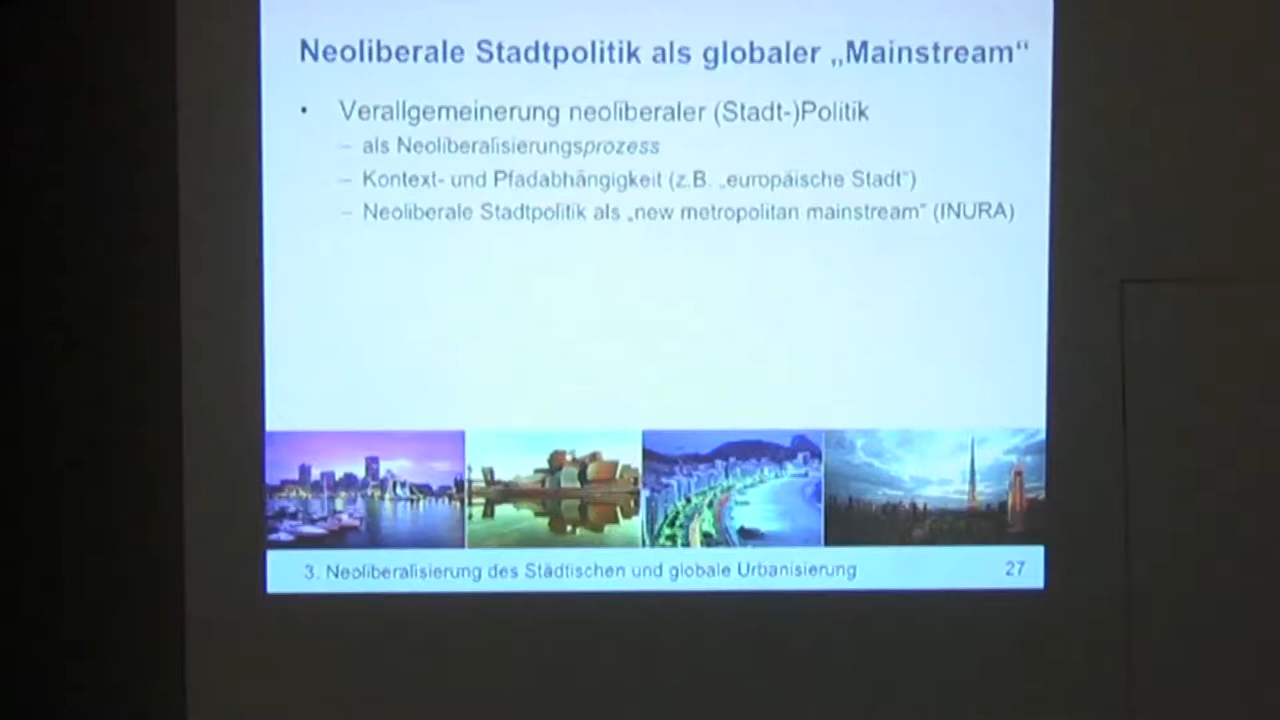 Neoliberale Stadtpolitik als globaler „Mainstream“
• Verallgemeinerung neoliberaler (Stadt-)Politik
– als Neoliberalisierungsprozess
– Kontext- und Pfadabhängigkeit (z.B. „europäische Stadt“)
– Neoliberale Stadtpolitik als „new metropolitan mainstream“ (INURA)
3. Neoliberalisierung des Städtischen und globale Urbanisierung 27